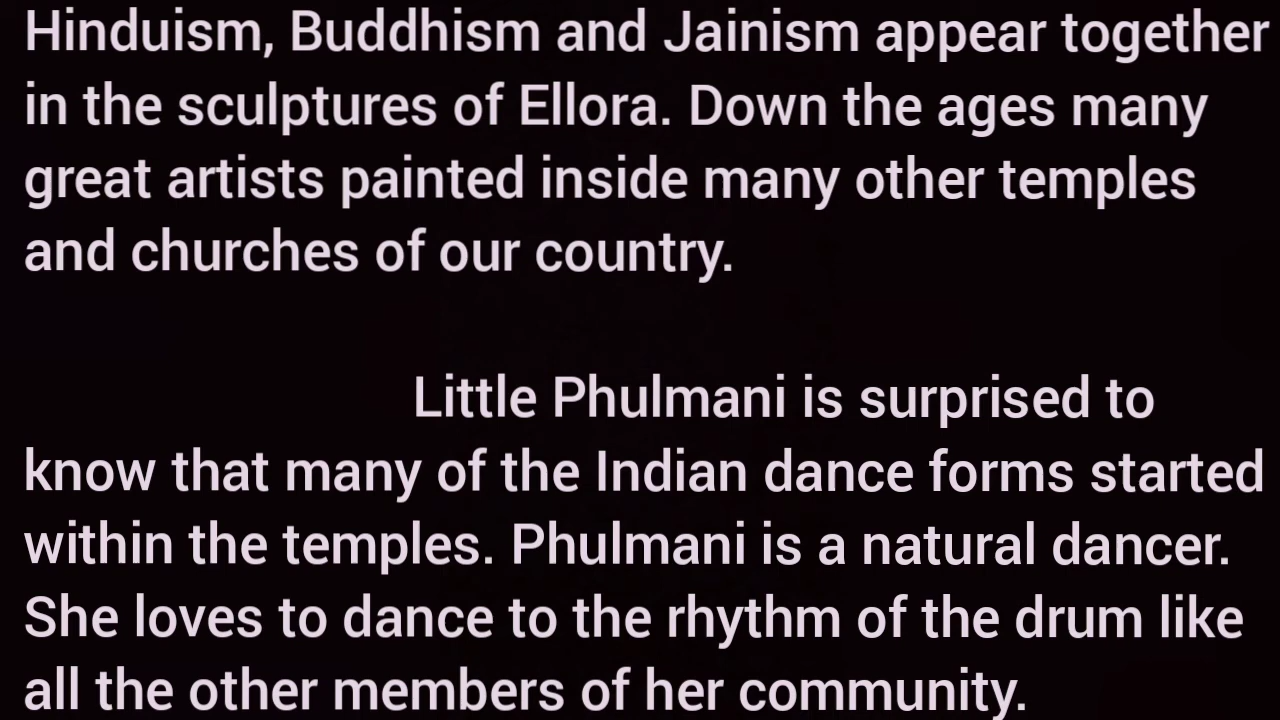 Hinduism, Buddhism and Jainism appear together
in the sculptures of Ellora. Down the ages many
great artists painted inside many other temples
and churches of our country.
Little Phulmani is surprised to
know that many of the Indian dance forms started
within the temples. Phulmani is a natural dancer.
She loves to dance to the rhythm of the drum like
all the other members of her community.